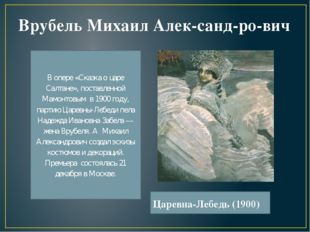 Врубель Михаил Алек-санд-ро-вич
В опере «Сказка о царе
Салтане», поставленной
Мамонтовым в 1900 году,
партию Царевны-Лебеди пела
Надежда Ивановна Забела —
жена Врубеля. А Михаил
Александрович создал эскизы
костюмов и декораций.
Премьера состоялась 21
декабря в Москве.
Царевна-Лебедь (1900)